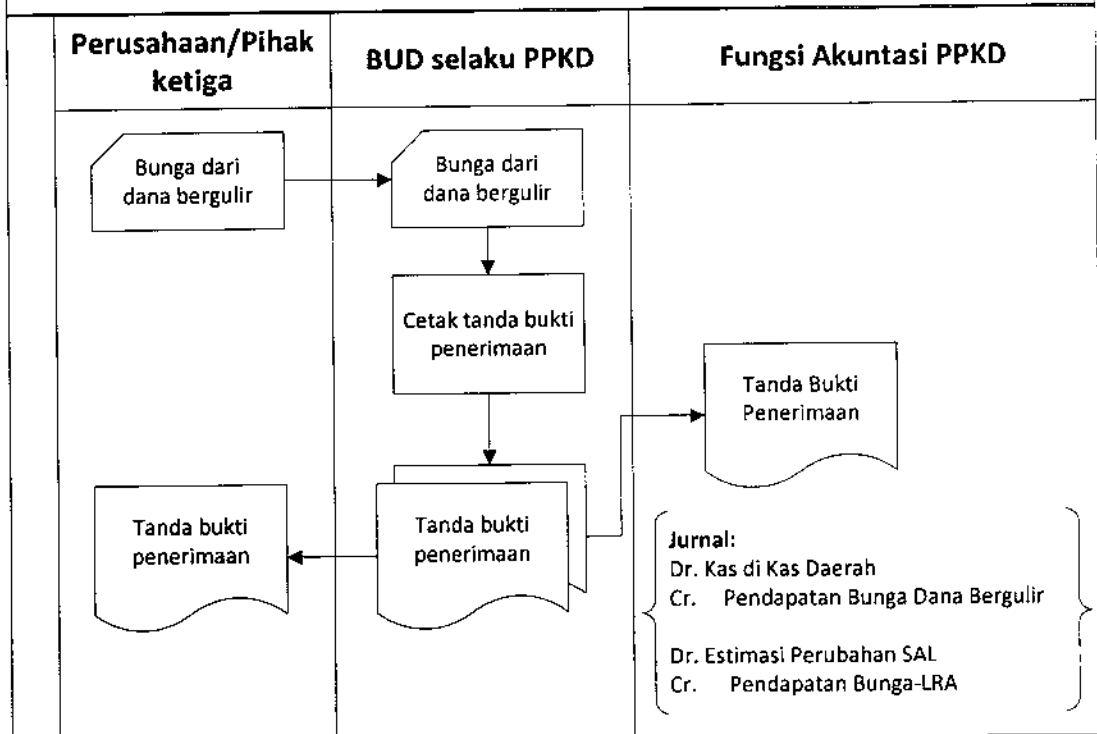 Perusahaan/Pihak
ketiga
BUD selaku PPKD
Fungsi Akuntasi PPKD
Bunga dari
dana bergulir
Bunga dari
dana bergulir
Cetak tanda bukti
penerimaan
Tanda Bukti
Penerimaan
Tanda bukti
penerimaan
Tanda bukti
penerimaan
Jurnal:
Dr. Kas di Kas Daerah
Cr. Pendapatan Bunga Dana Bergulir
Dr. Estimasi Perubahan SAL
Cr. Pendapatan Bunga-LRA